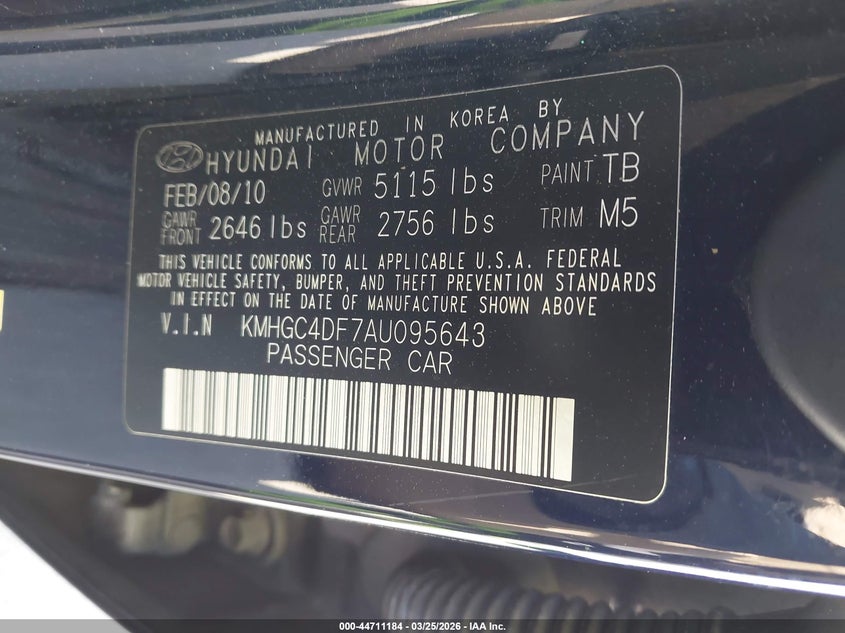 MANUFACTURED IN KOREA BY
HYUNDAI MOTOR COMPANY
FEB/08/10 GVWR 5115 lbs PAINT TB
GAWR FRONT 2646 lbs GAWR REAR 2756 lbs TRIM M5
THIS VEHICLE CONFORMS TO ALL APPLICABLE U.S.A. FEDERAL
MOTOR VEHICLE SAFETY, BUMPER, AND THEFT PREVENTION STANDARDS
IN EFFECT ON THE DATE OF MANUFACTURE SHOWN ABOVE
V.I.N KMHGC4DF7AU095643
PASSENGER CAR
000-44711184 | 03/25/2026 | IAA Inc.